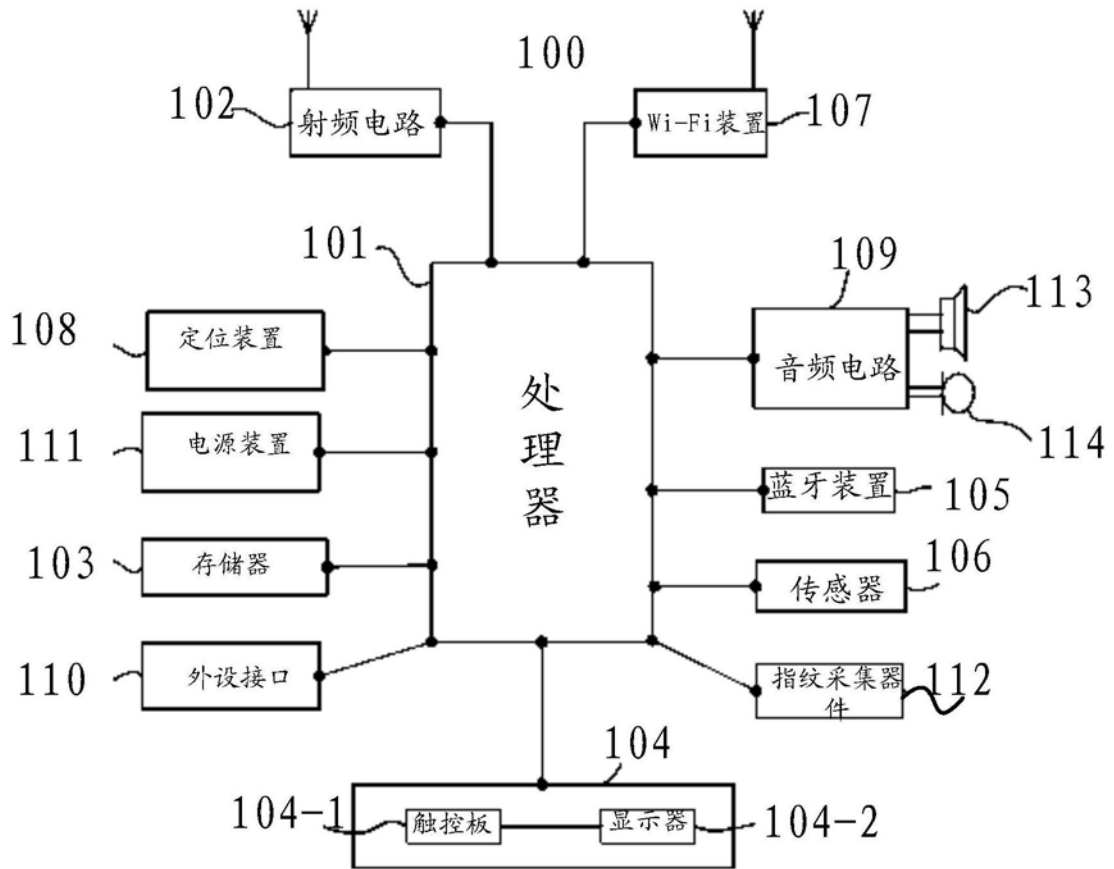 100
102
射频电路
Wi-Fi装置
107
101
109
113
108
定位装置
音频电路
处
理
器
111
电源装置
114
蓝牙装置
105
103
存储器
传感器
106
110
外设接口
指纹采集器
件
112
104
104-1
触控板
显示器
104-2